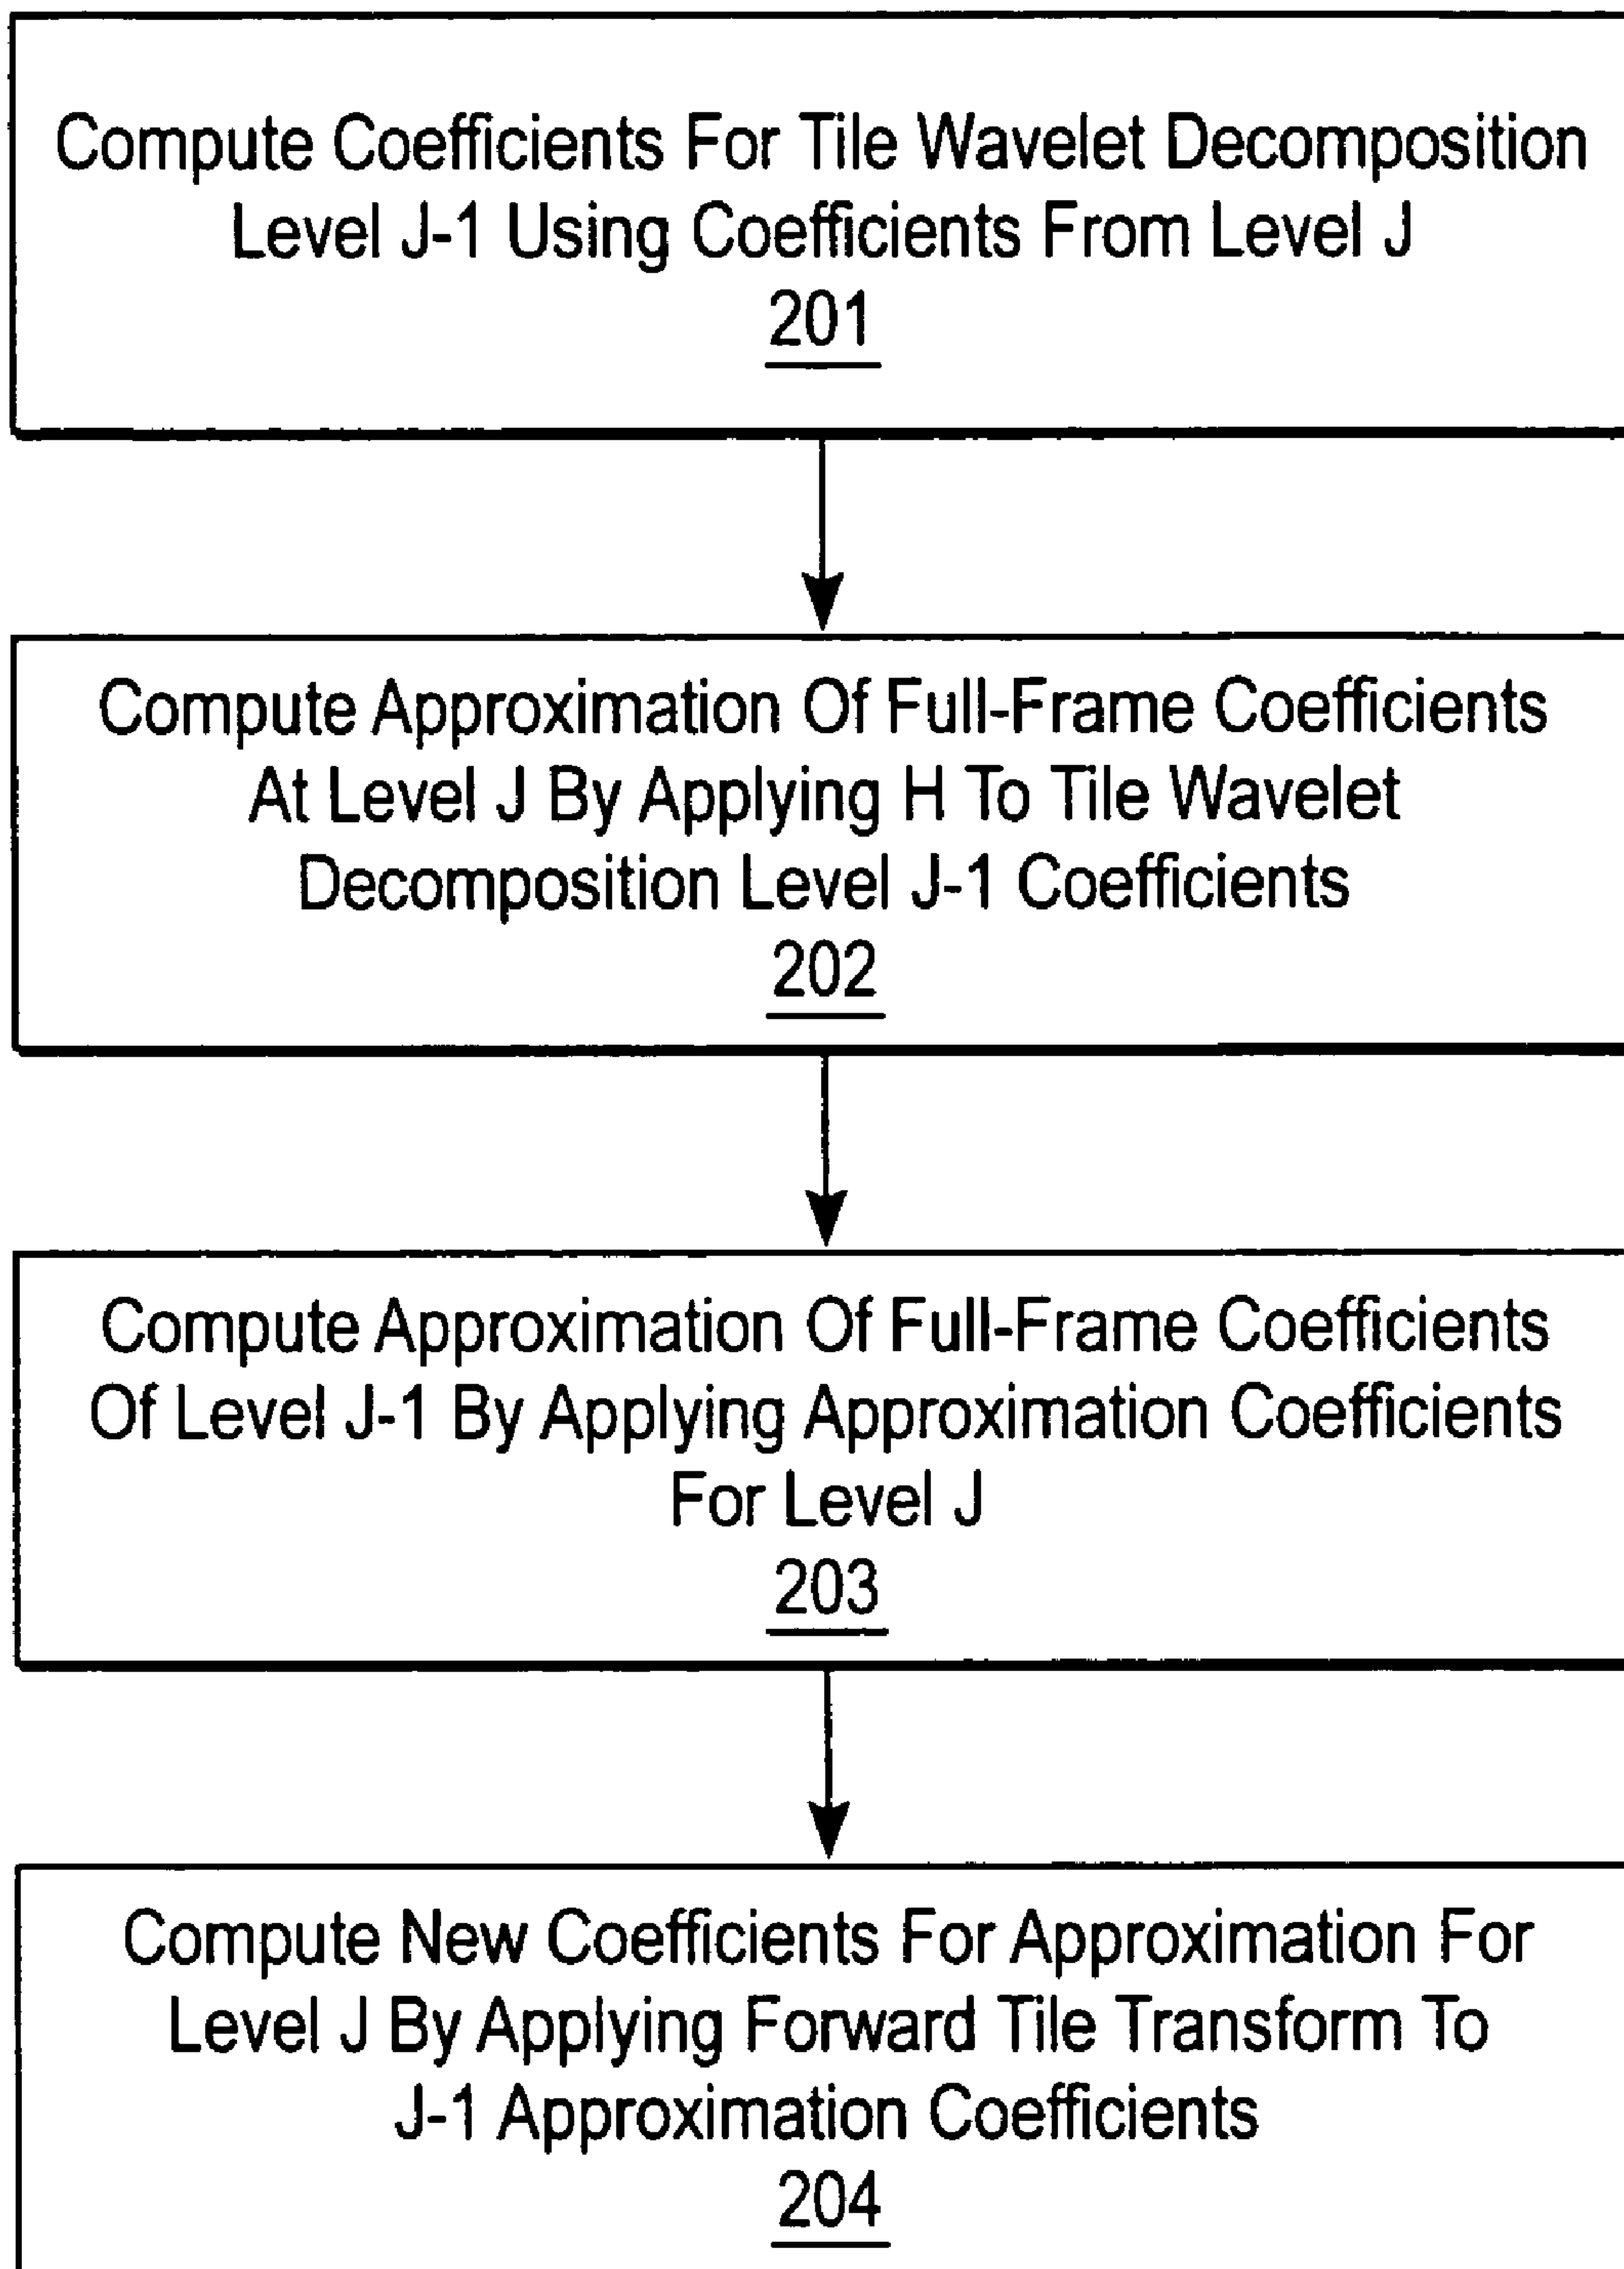 Compute Coefficients For Tile Wavelet Decomposition
Level J-1 Using Coefficients From Level J
201
Compute Approximation Of Full-Frame Coefficients
At Level J By Applying H To Tile Wavelet
Decomposition Level J-1 Coefficients
202
Compute Approximation Of Full-Frame Coefficients
Of Level J-1 By Applying Approximation Coefficients
For Level J
203
Compute New Coefficients For Approximation For
Level J By Applying Forward Tile Transform To
J-1 Approximation Coefficients
204